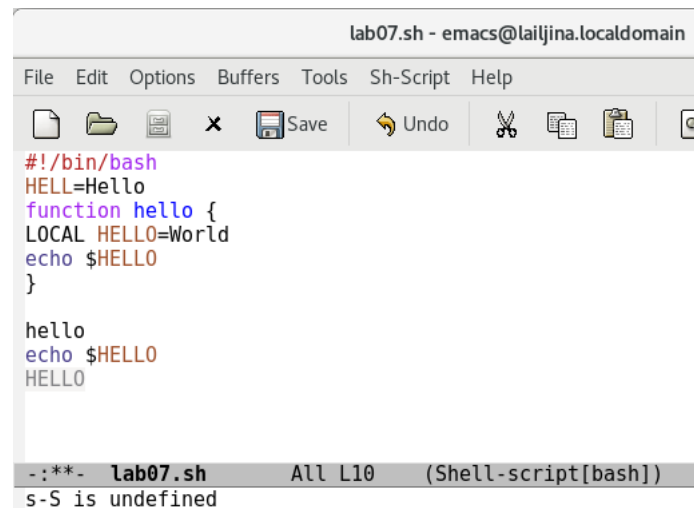 lab07.sh - emacs@lailjina.localdomain
File Edit Options Buffers Tools Sh-Script Help
Save Undo
#!/bin/bash
HELL=Hello
function hello {
LOCAL HELLO=World
echo $HELLO
}
hello
echo $HELLO
HELLO
-:**- lab07.sh All L10 (Shell-script[bash])
s-S is undefined